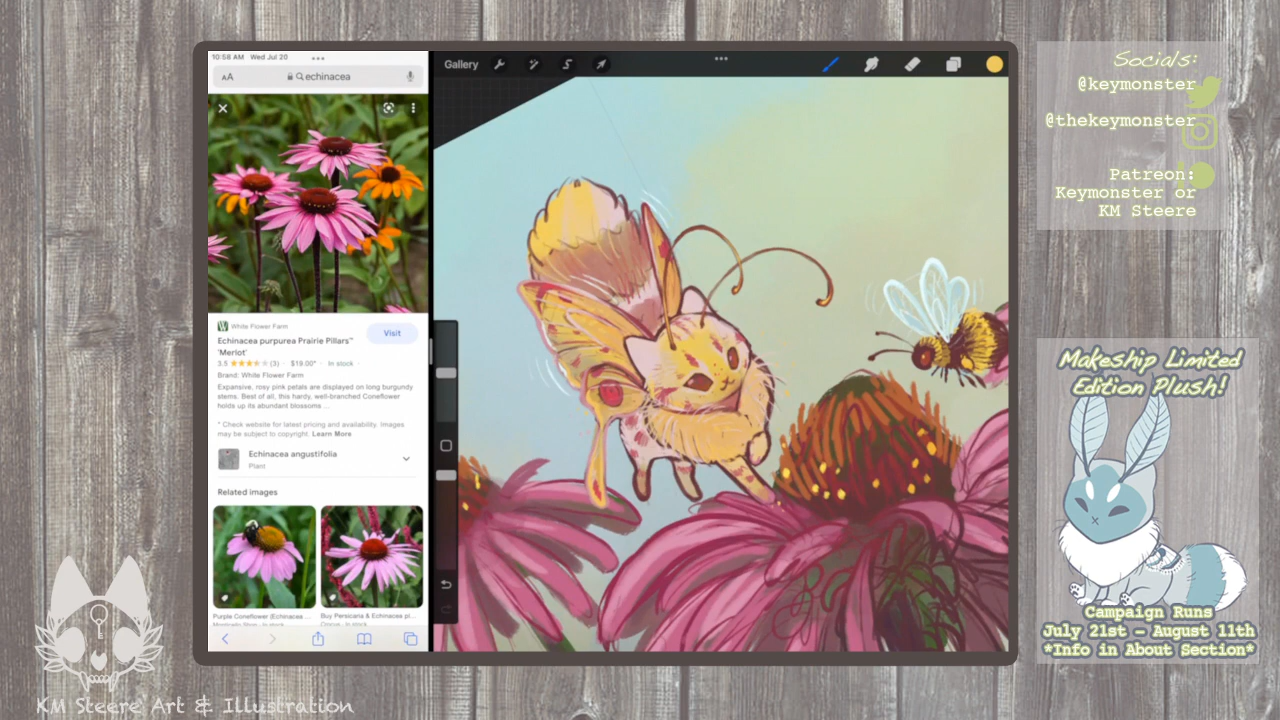 10:56 AM Wed Jul 20
AA
echinacea
White Flower Farm
Visit
Echinacea purpurea Prairie Pillars™
'Merlot'
3.5 (3) · $19.00* · In stock
Brand: White Flower Farm
Expansive, rosy pink petals are displayed on long burgundy
stems. Best of all, this hardy, well-branched Coneflower
holds up its abundant blossoms ...
* Check website for latest pricing and availability. Images
may be subject to copyright. Learn More
Echinacea angustifolia
Plant
Related images
Purple Coneflower (Echinacea ...
Buy Persicana & Echinacea pl...
Gallery
Socials:
@keymonster
@thekeymonster
Patreon:
Keymonster or
KM Steere
Makeship Limited
Edition Plush!
Campaign Runs
July 21st - August 11th
*Info in About Section*
KM Steere Art & Illustration